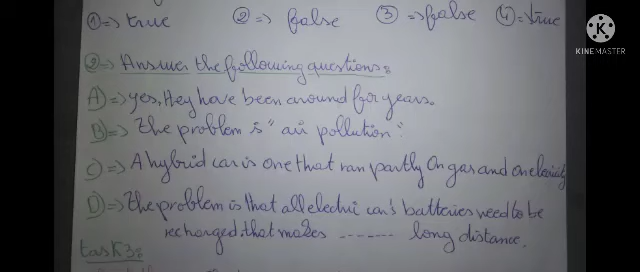 ①=> true ②=> false ③=> false ④=> true
KINEMASTER
②=> Answer the following questions:
A)=> yes, they have been around for years.
B)=> the problem is "air pollution"
C)=> A hybrid car is one that ran partly On gas and on
D)=> the problem is that all electric car's batteries need to be
recharged that makes ------- long distance.
task 3: